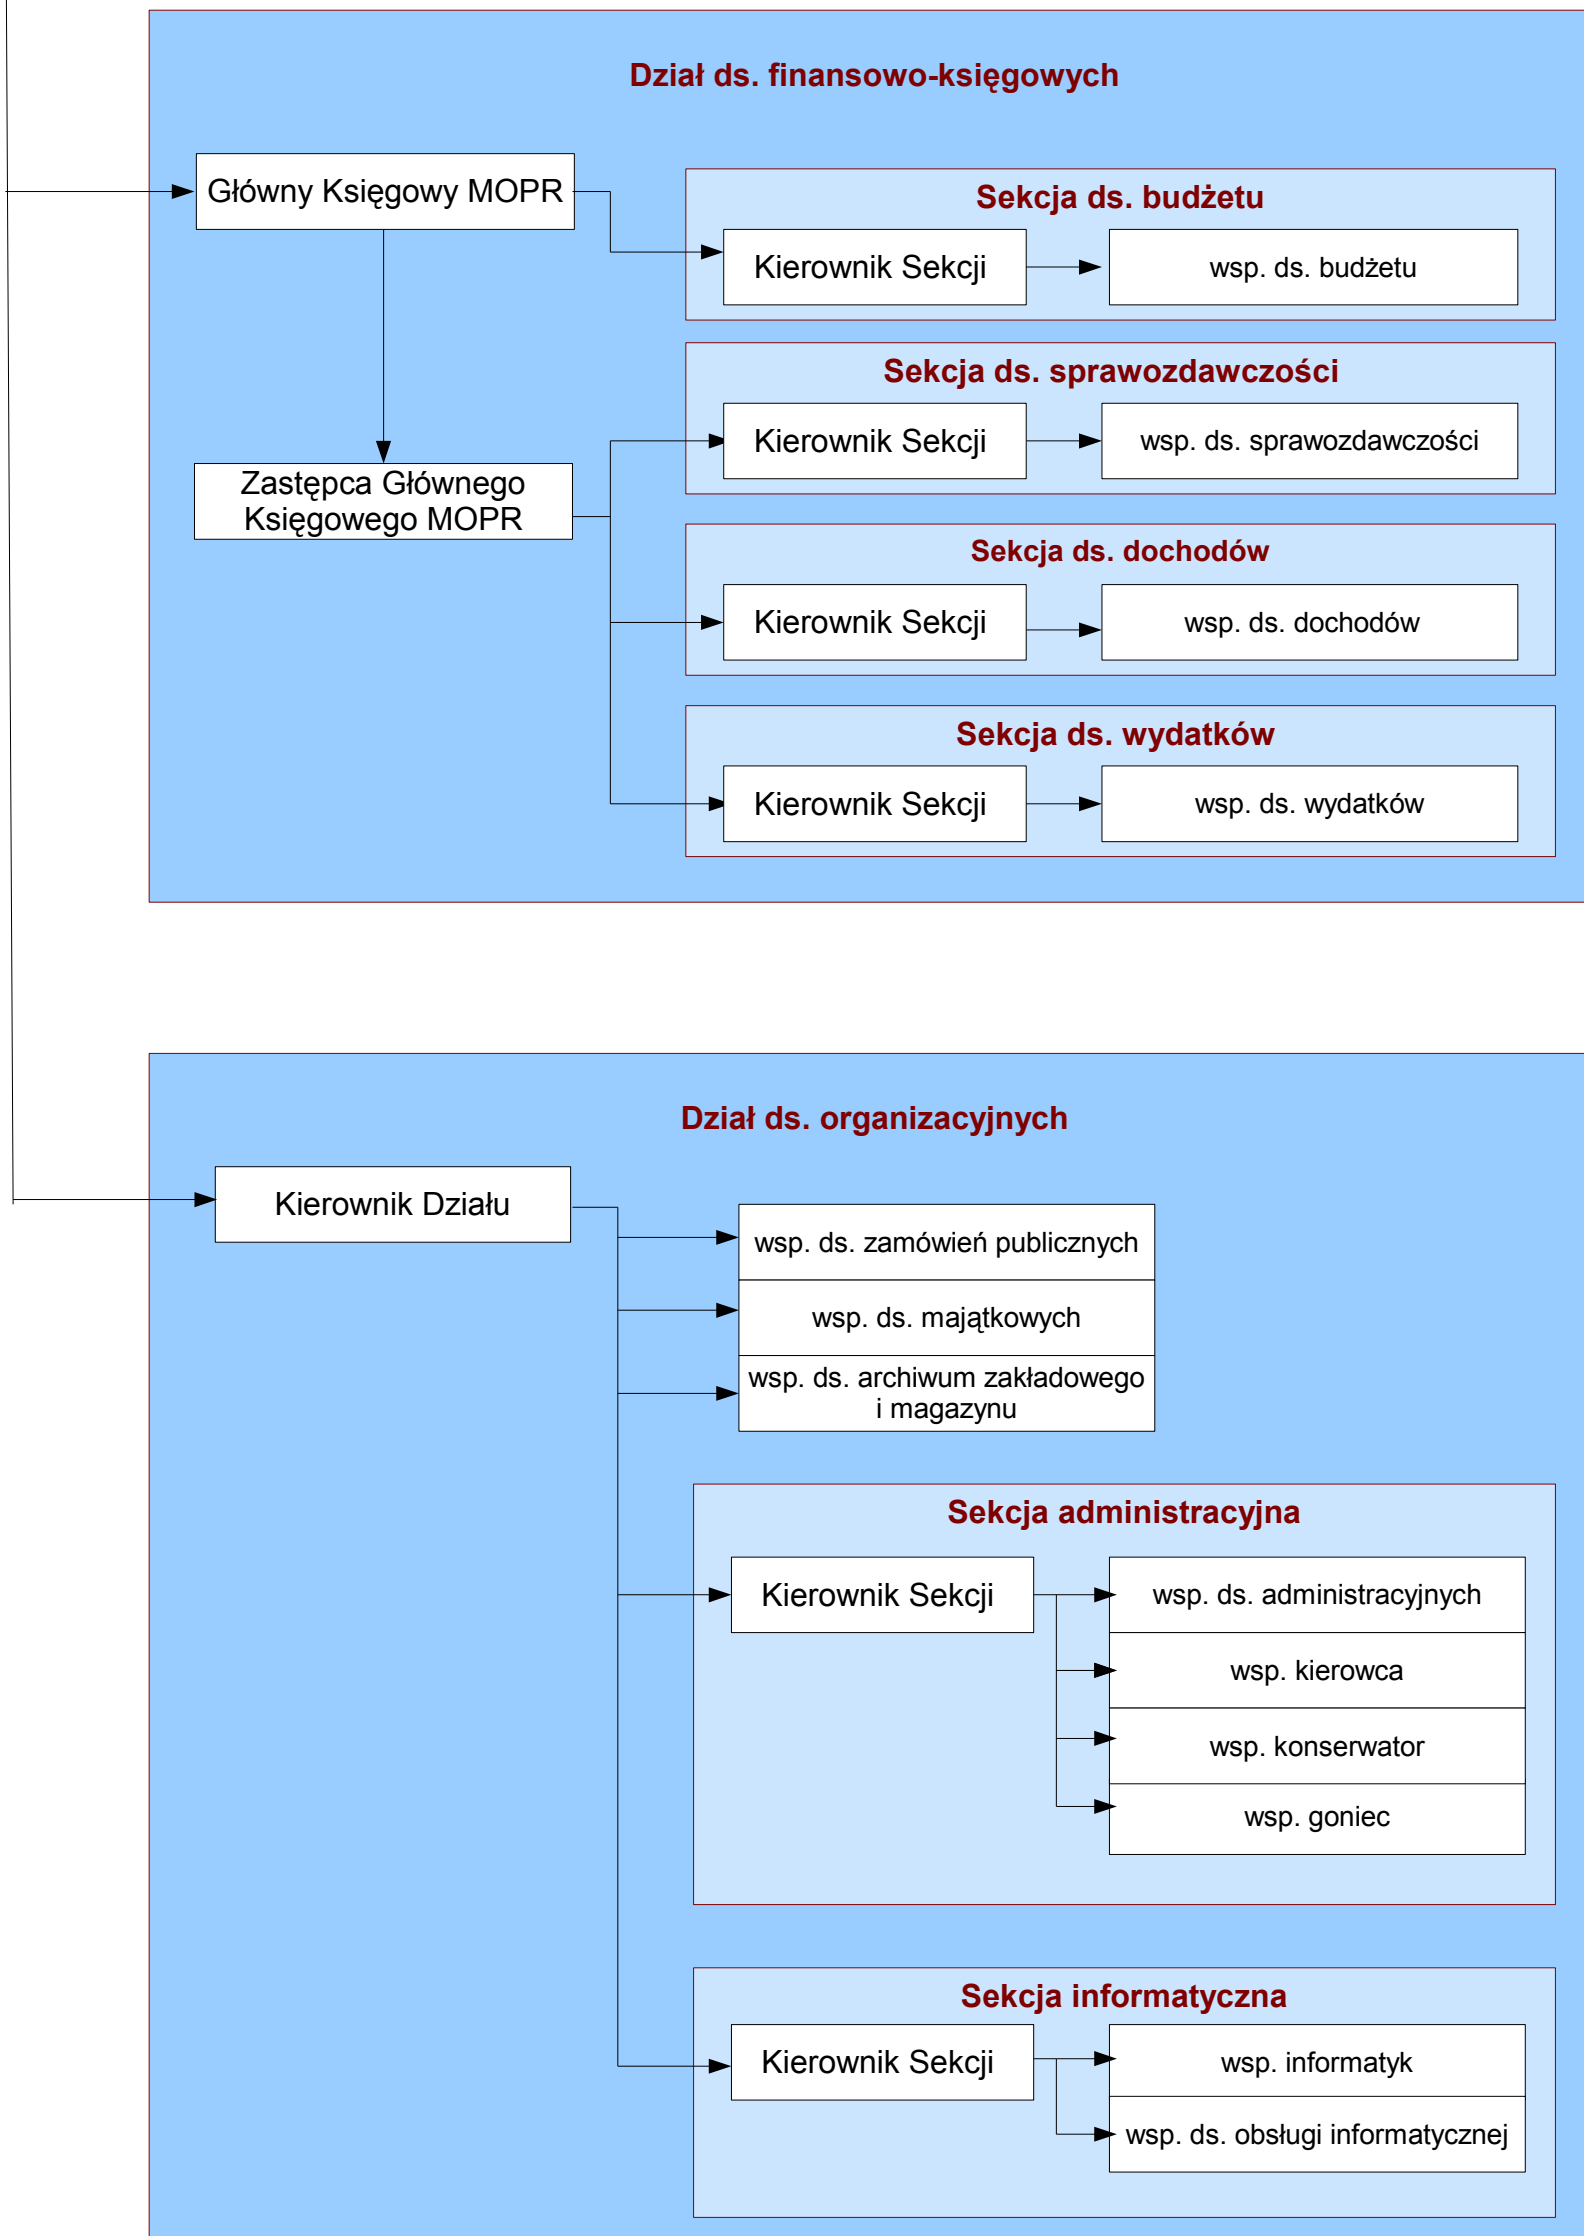 Dział ds. finansowo-księgowych
Główny Księgowy MOPR
Sekcja ds. budżetu
Kierownik Sekcji
wsp. ds. budżetu
Sekcja ds. sprawozdawczości
Kierownik Sekcji
wsp. ds. sprawozdawczości
Zastępca Głównego
Księgowego MOPR
Sekcja ds. dochodów
Kierownik Sekcji
wsp. ds. dochodów
Sekcja ds. wydatków
Kierownik Sekcji
wsp. ds. wydatków
Dział ds. organizacyjnych
Kierownik Działu
wsp. ds. zamówień publicznych
wsp. ds. majątkowych
wsp. ds. archiwum zakładowego
i magazynu
Sekcja administracyjna
Kierownik Sekcji
wsp. ds. administracyjnych
wsp. kierowca
wsp. konserwator
wsp. goniec
Sekcja informatyczna
Kierownik Sekcji
wsp. informatyk
wsp. ds. obsługi informatycznej